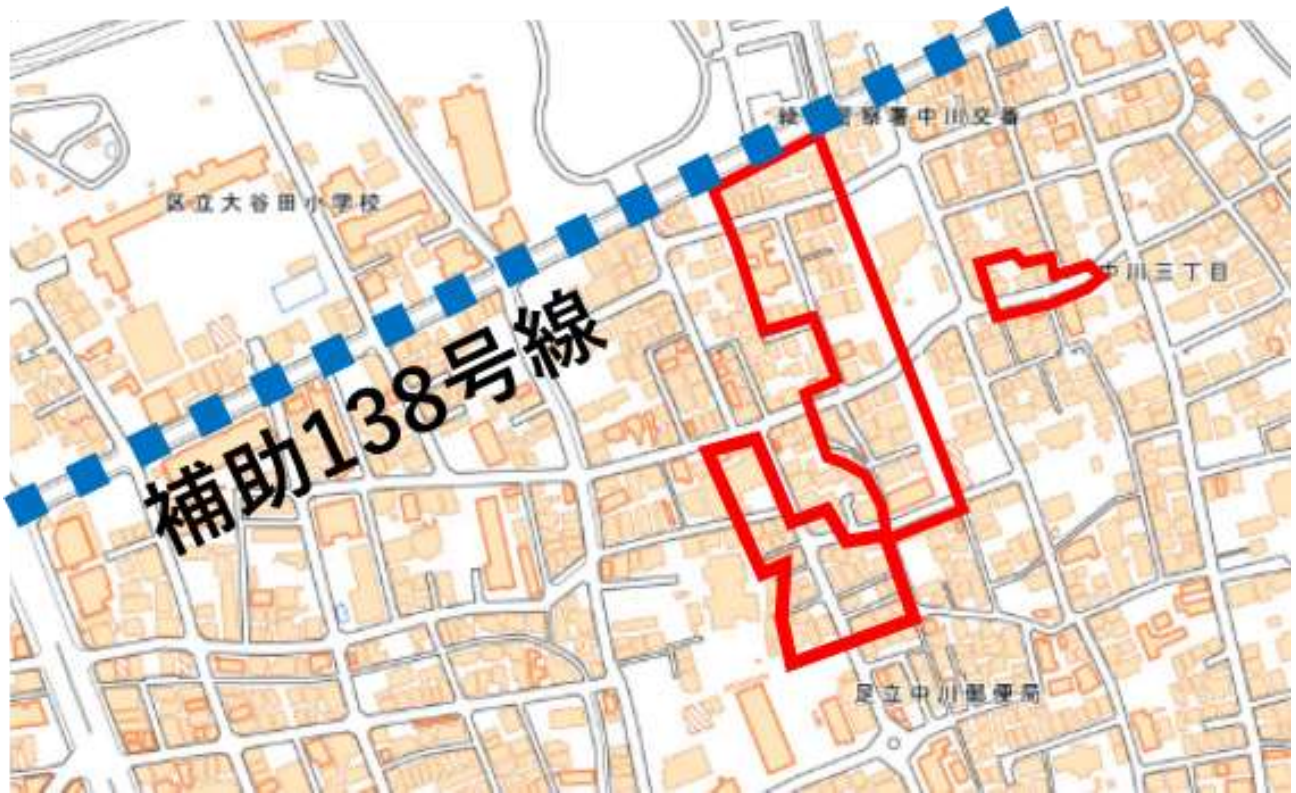 綾
警察署中川交番
区立大谷田小学校
中川三丁目
補助138号線
足立中川郵便局